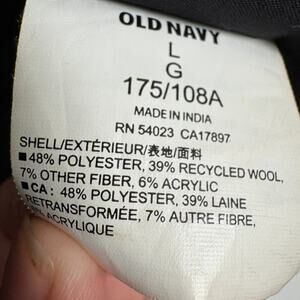 OLD NAVY
L
G
175/108A
MADE IN INDIA
RN 54023 CA17897
SHELL/EXTÉRIEUR/表地/面料
■ 48% POLYESTER, 39% RECYCLED WOOL,
7% OTHER FIBER, 6% ACRYLIC
■ CA: 48% POLYESTER, 39% LAINE
RETRANSFORMÉE, 7% AUTRE FIBRE,
ACRYLIQUE